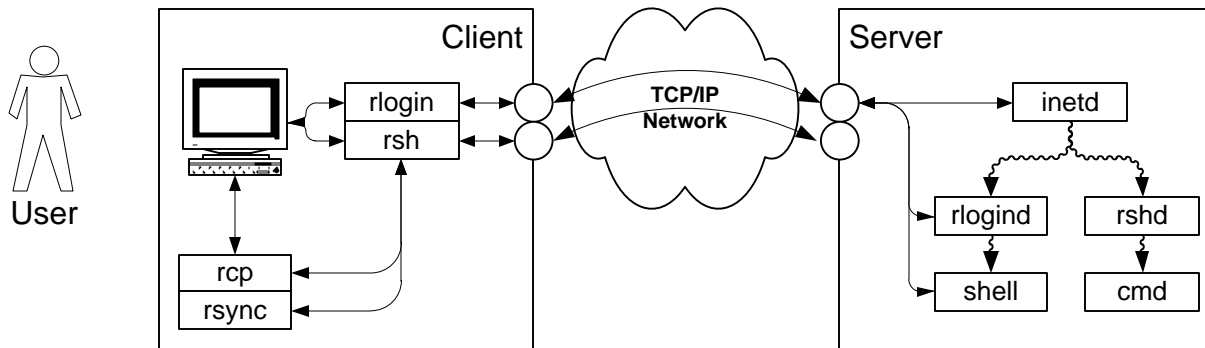 Client
Server
rlogin
TCP/IP
inetd
rsh
Network
User
rlogind
rshd
rcp
shell
cmd
rsync